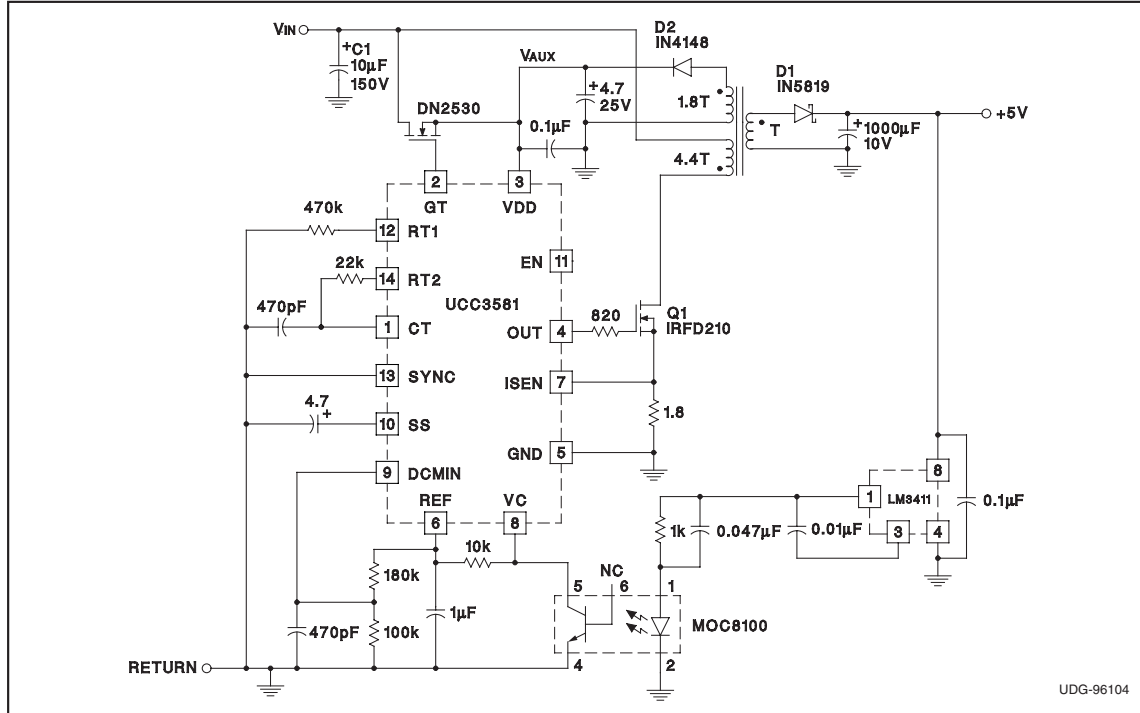 VIN
+C1
10µF
150V
DN2530
VAUX
D2
IN4148
+
4.7
25V
0.1µF
1.8T
4.4T
T
D1
IN5819
+
1000µF
10V
+5V
2
GT
3
VDD
470k
12
RT1
22k
14
RT2
470pF
1
CT
13
SYNC
4.7
+
10
SS
9
DCMIN
REF
6
VC
8
UCC3581
EN
11
OUT
4
820
Q1
IRFD210
ISEN
7
1.8
GND
5
10k
180k
470pF
100k
1µF
RETURN
NC
5
6
1
4
2
MOC8100
1k
0.047µF
0.01µF
1
LM3411
8
3
4
0.1µF
UDG-96104